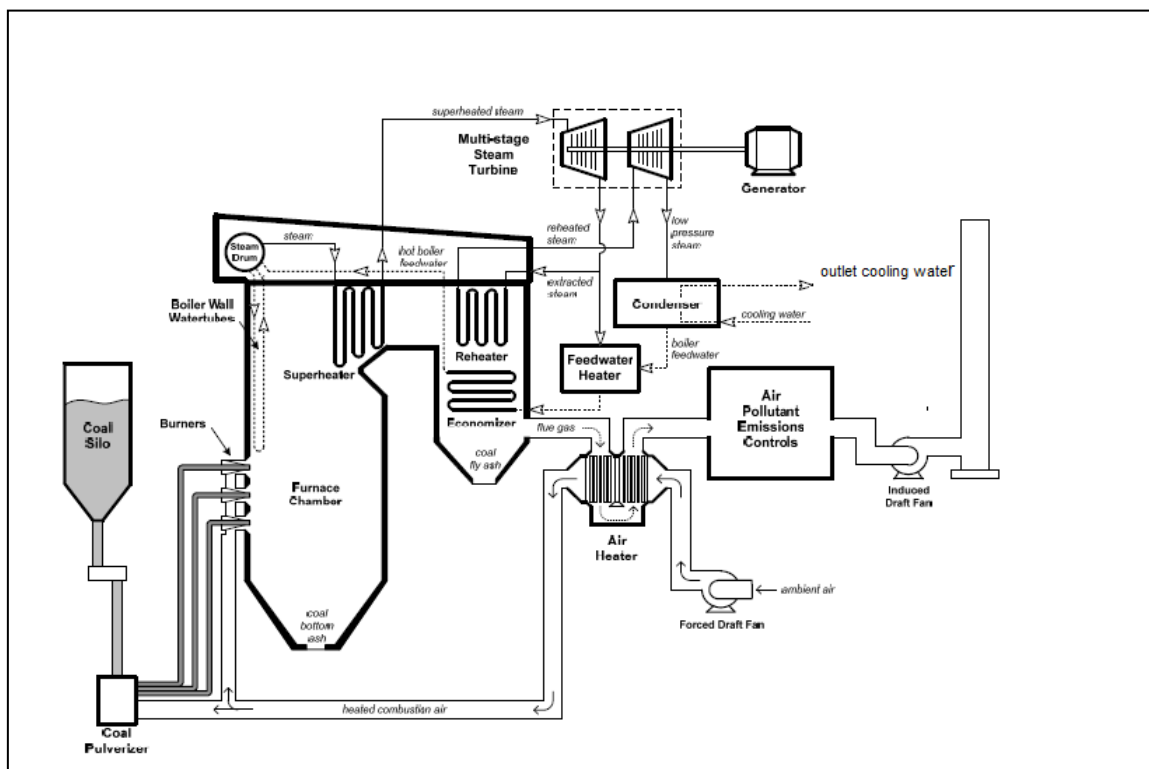 superheated steam
Multi-stage
Steam
Turbine
Generator
steam
Steam
Drum
hot boiler
feedwater
reheated
steam
low
pressure
steam
extracted
steam
outlet cooling water
Condenser
cooling water
boiler
feedwater
Boiler Wall
Watertubes
Superheater
Reheater
Feedwater
Heater
Economizer
Coal
Silo
Burners
flue gas
Air
Pollutant
Emissions
Controls
coal
fly ash
Furnace
Chamber
Induced
Draft Fan
Air
Heater
ambient air
Forced Draft Fan
coal
bottom
ash
heated combustion air
Coal
Pulverizer